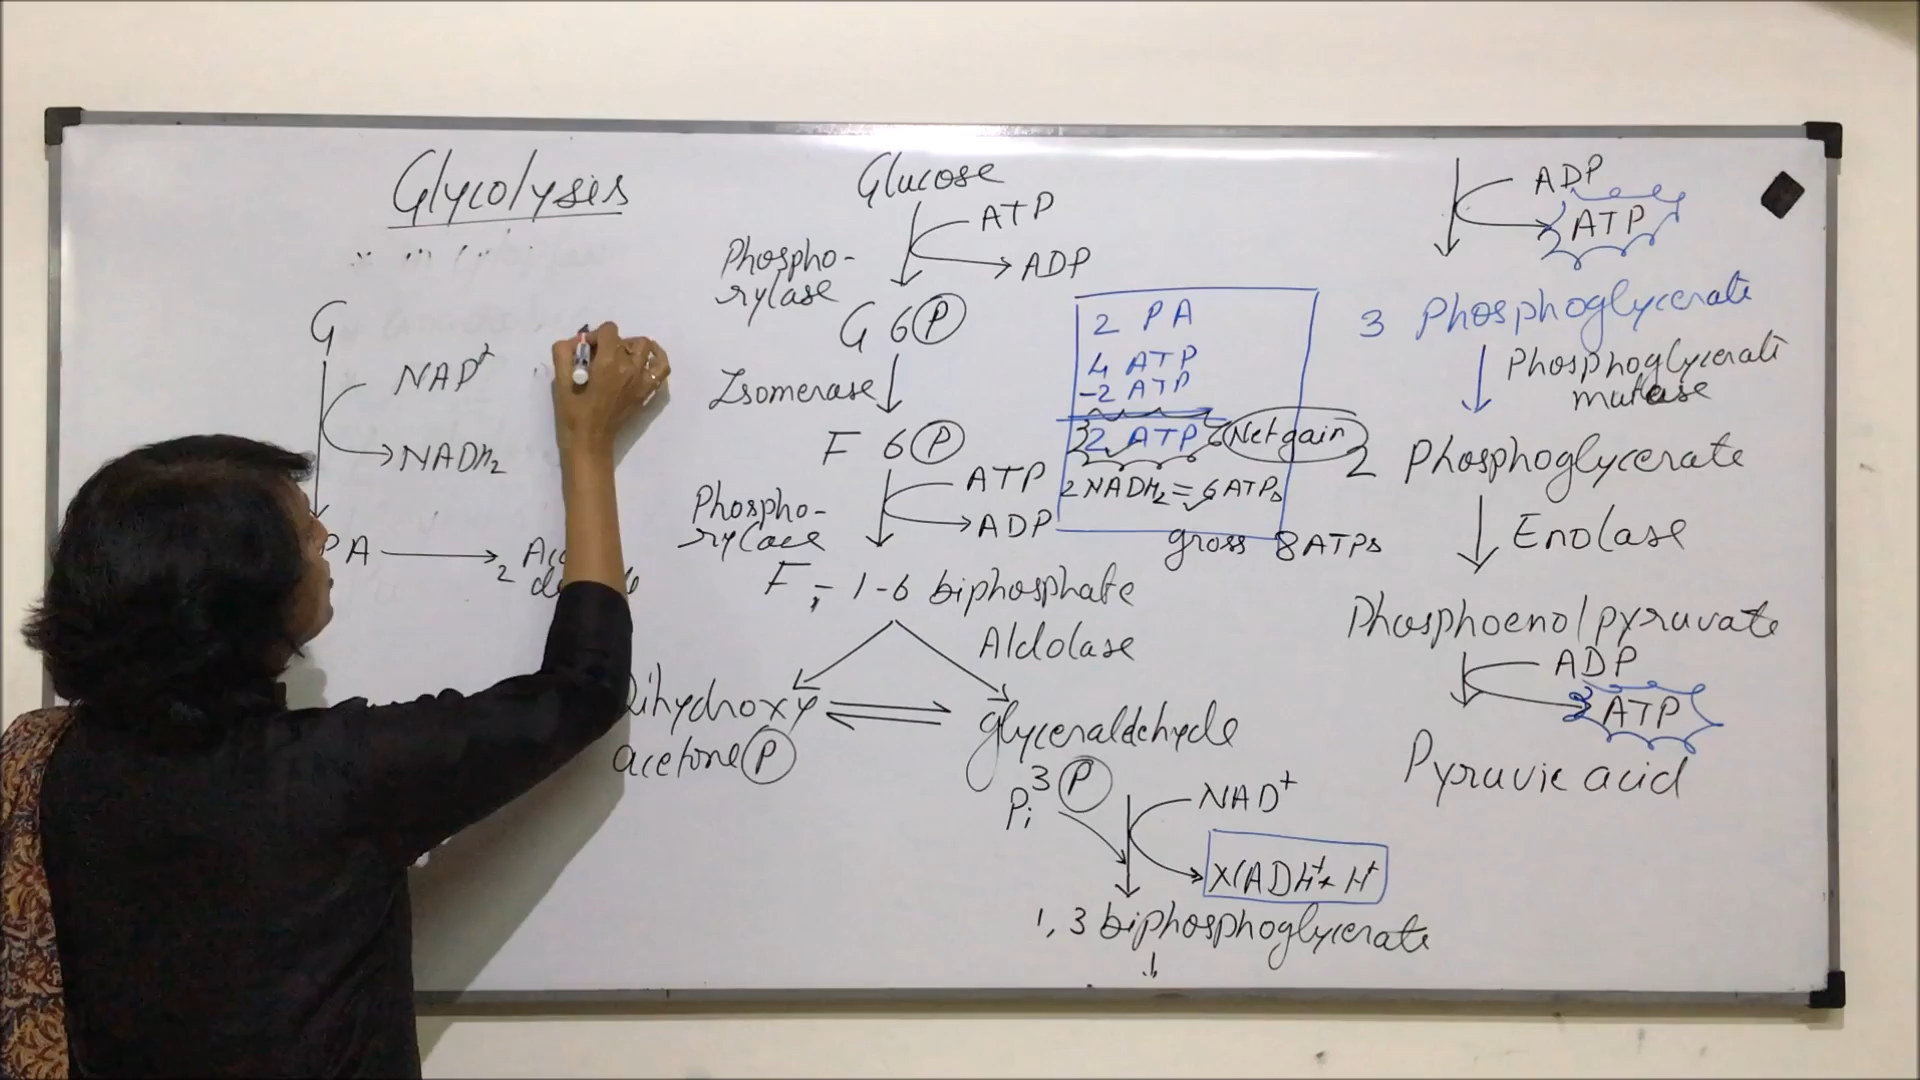 Glycolysis
G
NAD+
NADH2
PA
2
Glucose
ATP
ADP
Phospho-
rylase
G 6 P
Isomerase
F 6 P
Phospho-
rylase
ATP
ADP
F, - 1-6 biphosphate
Aldolase
Dihydroxy
acetone P
glyceraldehyde
3 P
Pi
NAD+
NADH+ + H+
1, 3 biphosphoglycerate
2 PA
4 ATP
-2 ATP
2 ATP Net gain
2 NADH2 = 6 ATPs
gross 8 ATPs
ADP
ATP
3 Phosphoglycerate
Phosphoglycerate
mutase
2 Phosphoglycerate
Enolase
Phosphoenolpyruvate
ADP
ATP
Pyruvic acid